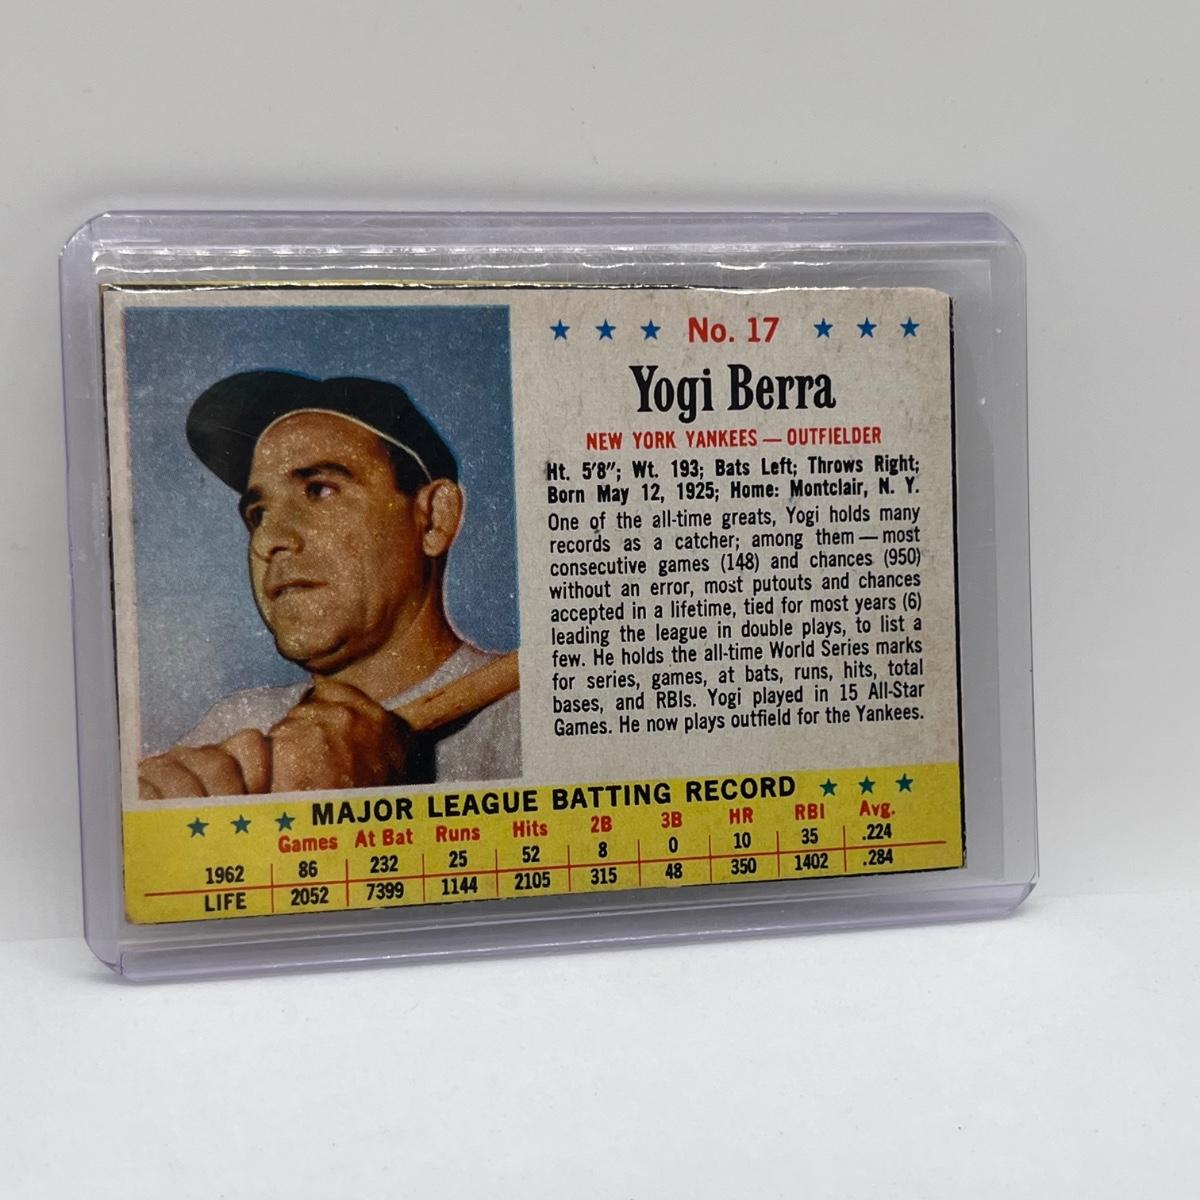 ★ ★ ★ No. 17 ★ ★ ★
Yogi Berra
NEW YORK YANKEES — OUTFIELDER
Ht. 5'8"; Wt. 193; Bats Left; Throws Right;
Born May 12, 1925; Home: Montclair, N. Y.
One of the all-time greats, Yogi holds many
records as a catcher; among them — most
consecutive games (148) and chances (950)
without an error, most putouts and chances
accepted in a lifetime, tied for most years (6)
leading the league in double plays, to list a
few. He holds the all-time World Series marks
for series, games, at bats, runs, hits, total
bases, and RBIs. Yogi played in 15 All-Star
Games. He now plays outfield for the Yankees.
★ ★ ★ MAJOR LEAGUE BATTING RECORD ★ ★ ★
Games At Bat Runs Hits 2B 3B HR RBI Avg.
1962 86 232 25 52 8 0 10 35 .224
LIFE 2052 7399 1144 2105 315 48 350 1402 .284